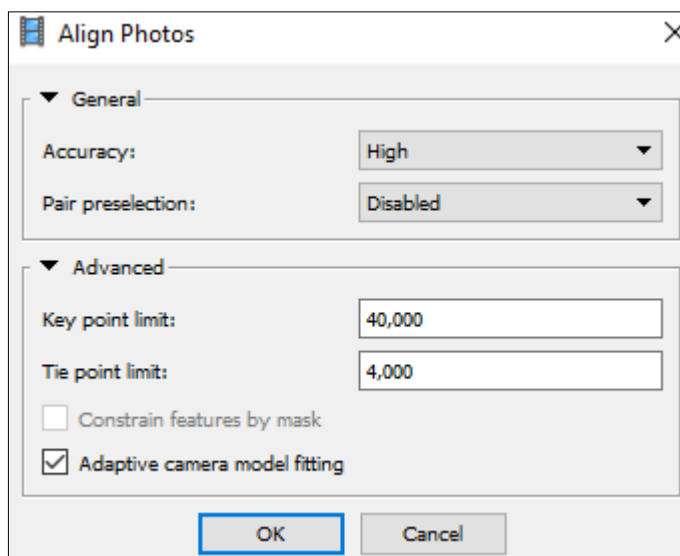 Align Photos
General
Accuracy: High
Pair preselection: Disabled
Advanced
Key point limit: 40,000
Tie point limit: 4,000
Constrain features by mask
Adaptive camera model fitting
OK Cancel